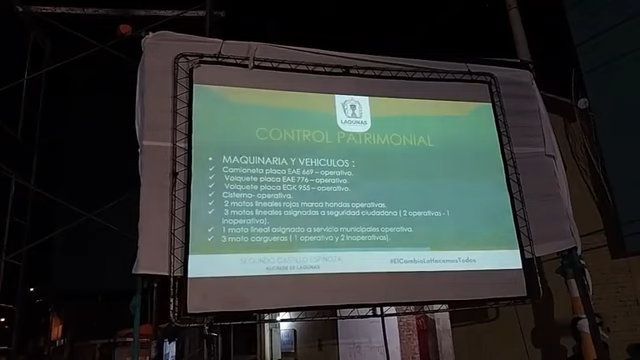 LAGUNAS
CONTROL PATRIMONIAL
• MAQUINARIA Y VEHICULOS :
✓ Camioneta placa EAE 669 – operativo.
✓ Volquete placa EAE 776 – operativo.
✓ Volquete placa EGK 955 – operativo.
✓ Cisterna- operativa.
✓ 2 motos lineales rojas marca hondas operativas.
✓ 3 motos lineales asignadas a seguridad ciudadana ( 2 operativas - 1
inoperativa).
✓ 1 moto lineal asignada a servicio municipales operativa.
✓ 3 moto cargueras ( 1 operativa y 2 inoperativas).
SEGUNDO CASTILLO ESPINOZA
ALCALDE DE LAGUNAS
#ElCambioLoHacemosTodos